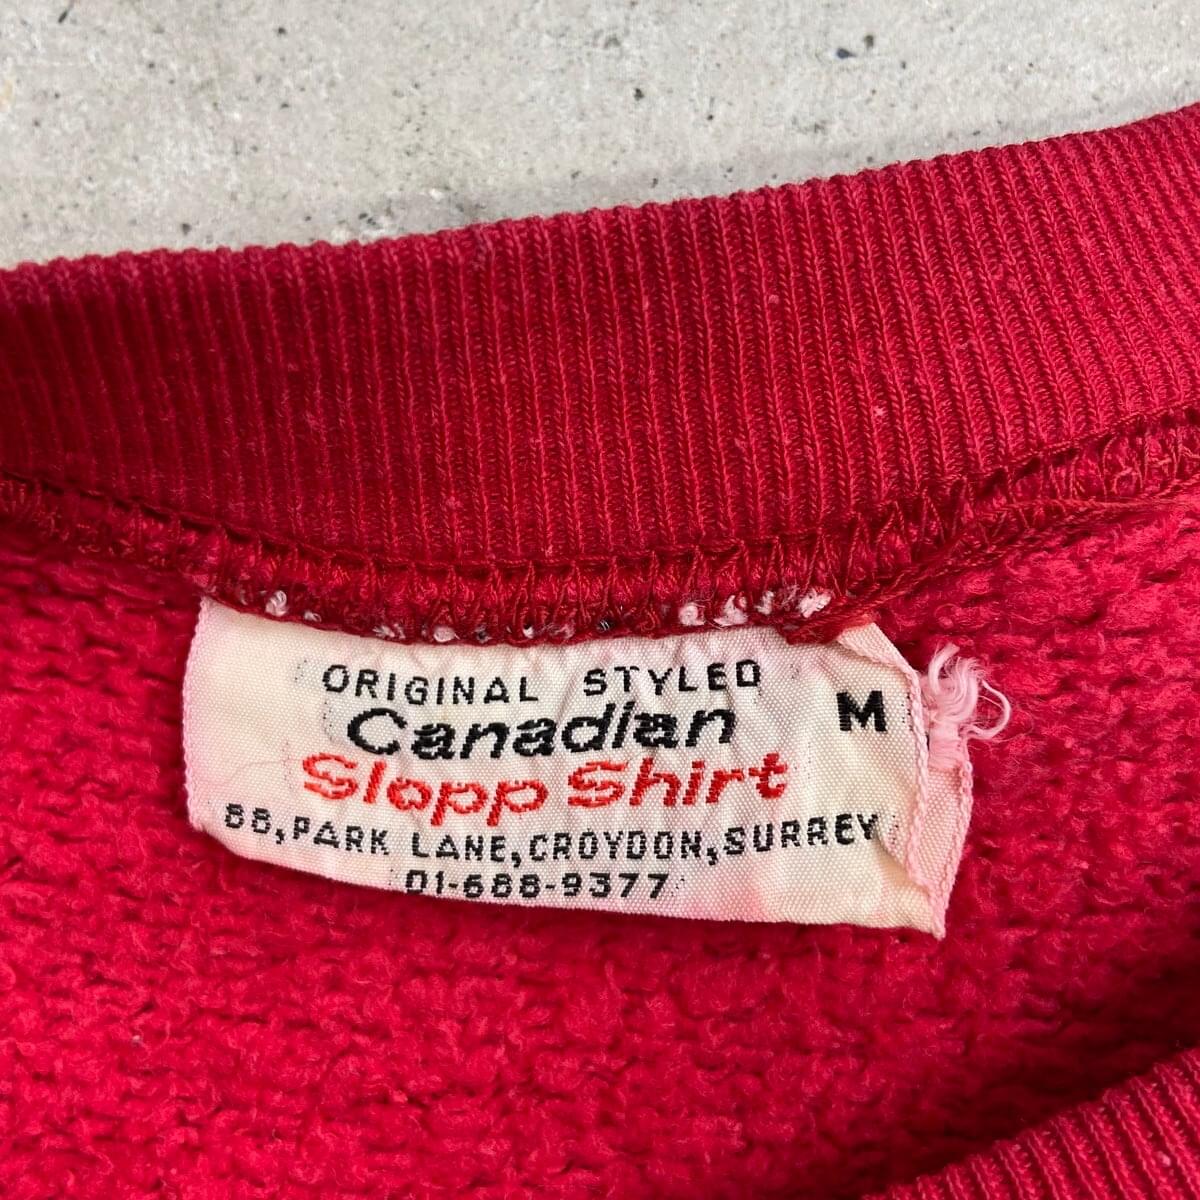 ORIGINAL STYLED
Canadian
M
Slopp Shirt
88, PARK LANE, CROYDON, SURREY
01-688-9377